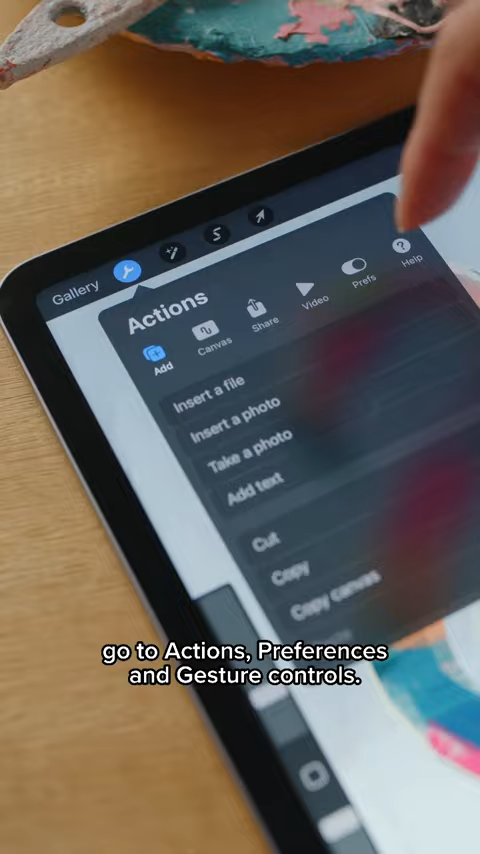 Gallery
Actions
Add
Canvas
Share
Video
Prefs
Help
Insert a file
Insert a photo
Take a photo
Add text
Cut
Copy
Copy canvas
go to Actions, Preferences
and Gesture controls.